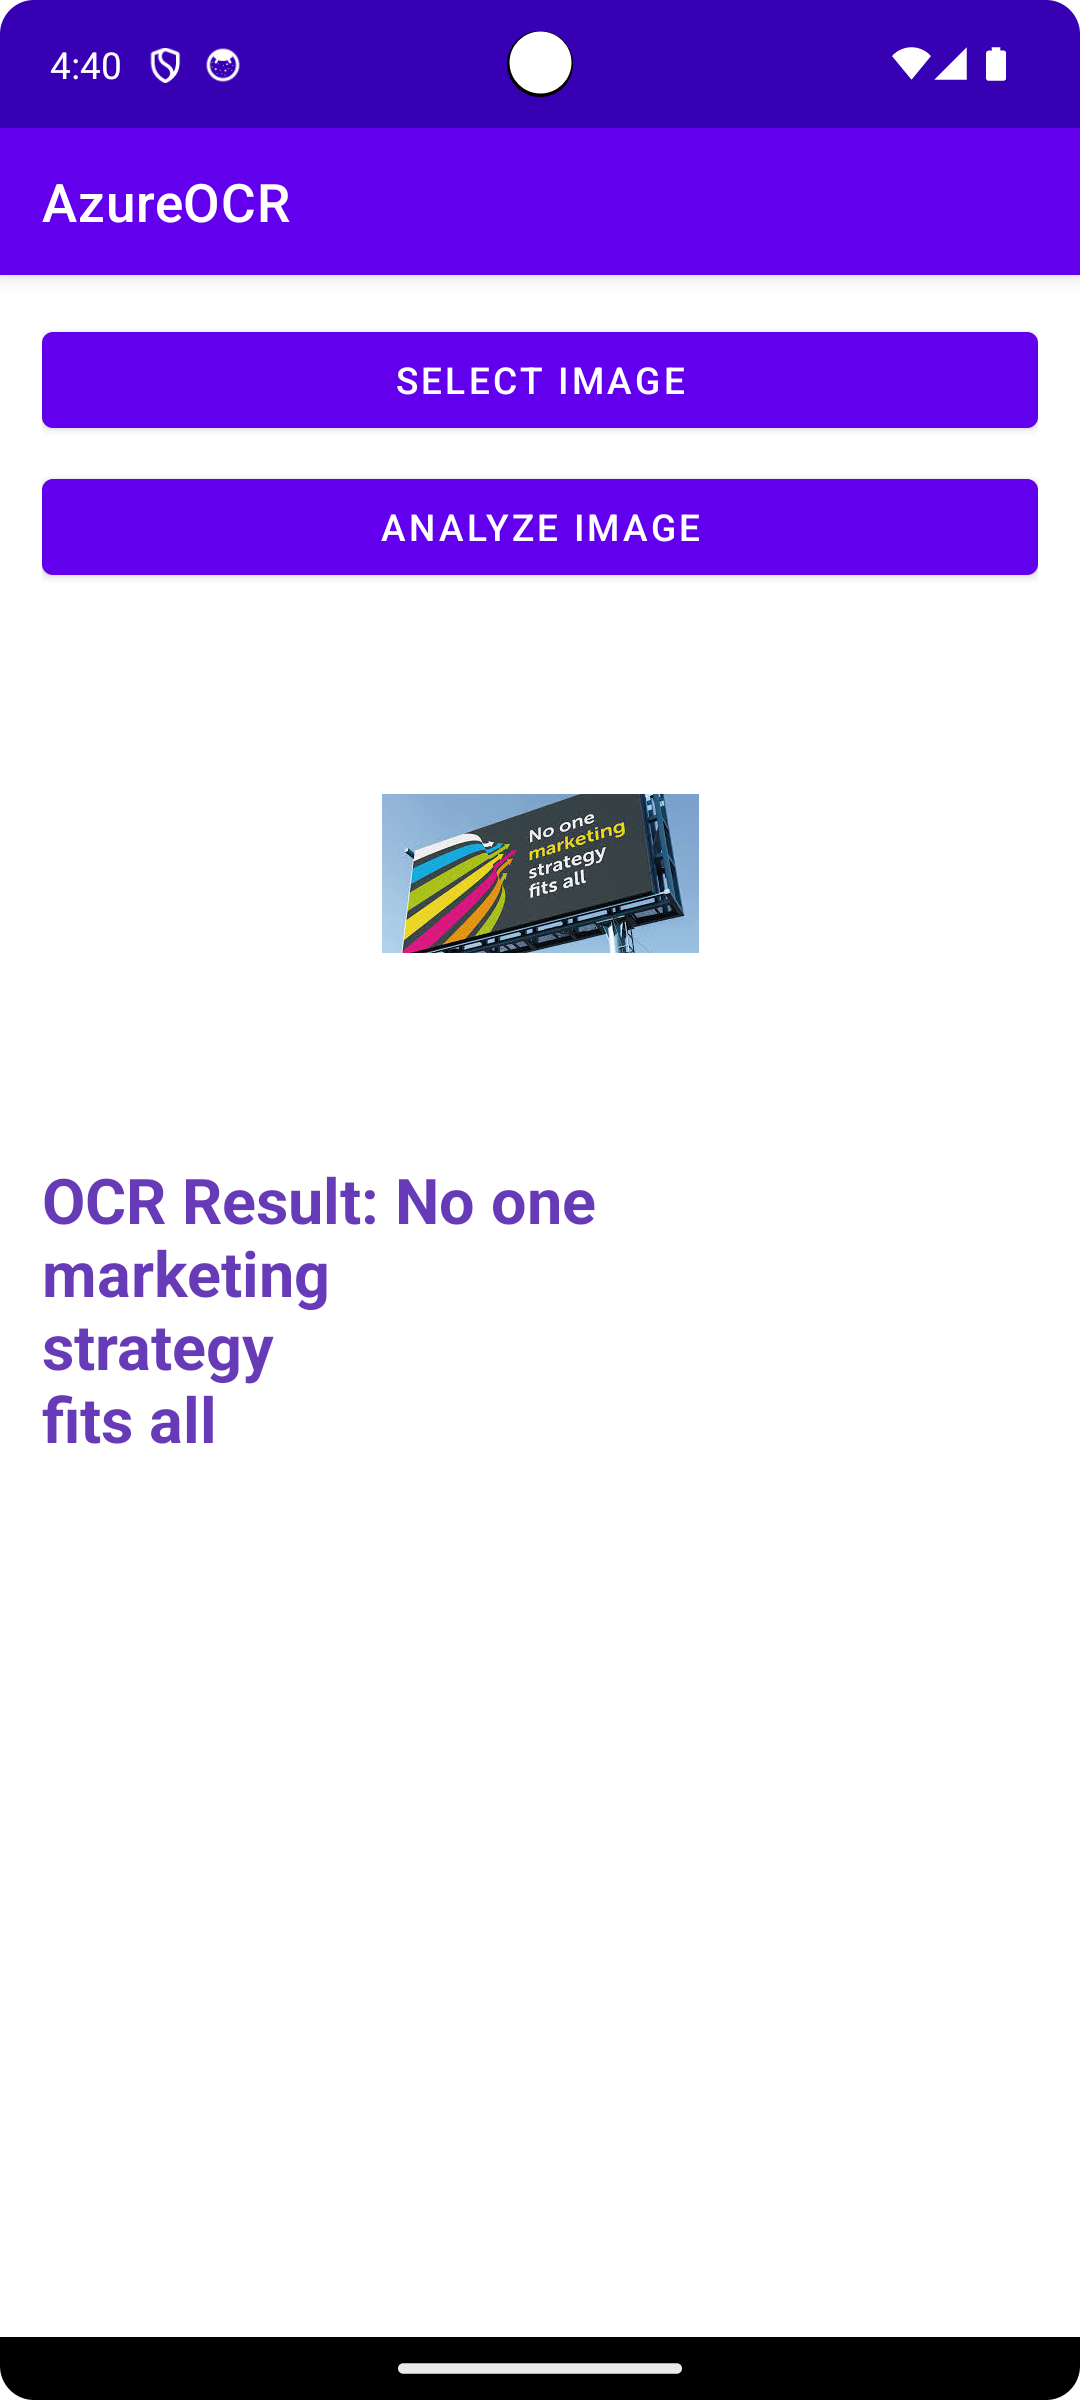 4:40
AzureOCR
SELECT IMAGE
ANALYZE IMAGE
No one
marketing
strategy
fits all
OCR Result: No one
marketing
strategy
fits all